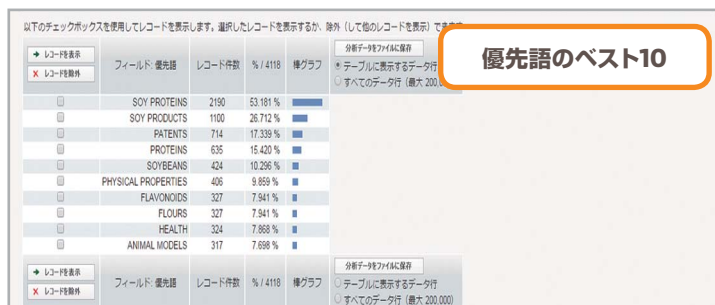 以下のチェックボックスを使用してレコードを表示します。選択したレコードを表示するか、除外（して他のレコードを表示）できます
優先語のベスト10
➔ レコードを表示
X レコードを除外
フィールド: 優先語 レコード件数 % / 4118 棒グラフ
分析データをファイルに保存
テーブルに表示するデータ行
すべてのデータ行（最大 200,
SOY PROTEINS 2190 53.181 %
SOY PRODUCTS 1100 26.712 %
PATENTS 714 17.339 %
PROTEINS 635 15.420 %
SOYBEANS 424 10.296 %
PHYSICAL PROPERTIES 406 9.859 %
FLAVONOIDS 327 7.941 %
FLOURS 327 7.941 %
HEALTH 324 7.868 %
ANIMAL MODELS 317 7.698 %
➔ レコードを表示
X レコードを除外
フィールド: 優先語 レコード件数 % / 4118 棒グラフ
分析データをファイルに保存
テーブルに表示するデータ行
すべてのデータ行（最大 200,000）